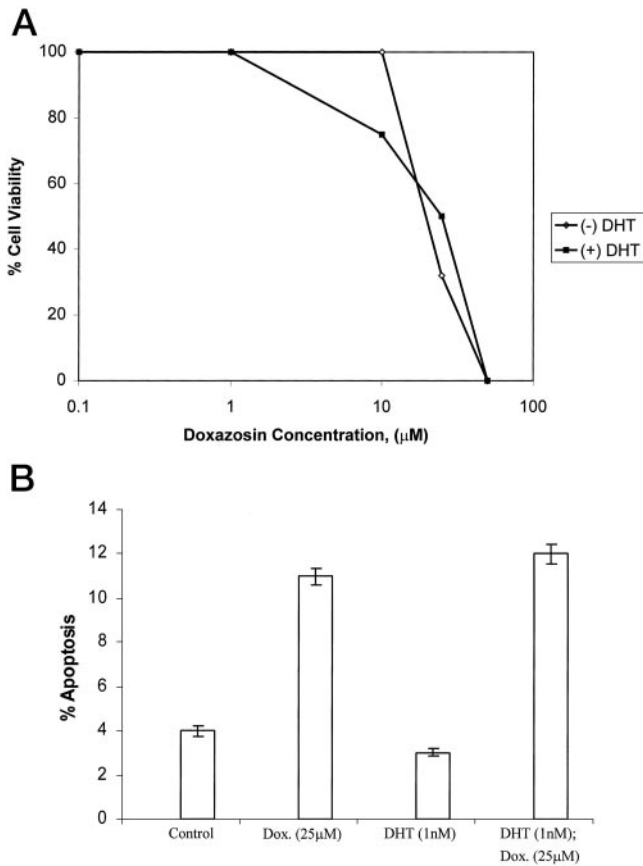 A
100
80
60
40
20
0
% Cell Viability
0.1 1 10 100
Doxazosin Concentration, (μM)
(-) DHT
(+) DHT
B
14
12
10
8
6
4
2
0
% Apoptosis
Control Dox. (25μM) DHT (1nM) DHT (1nM);
Dox. (25μM)